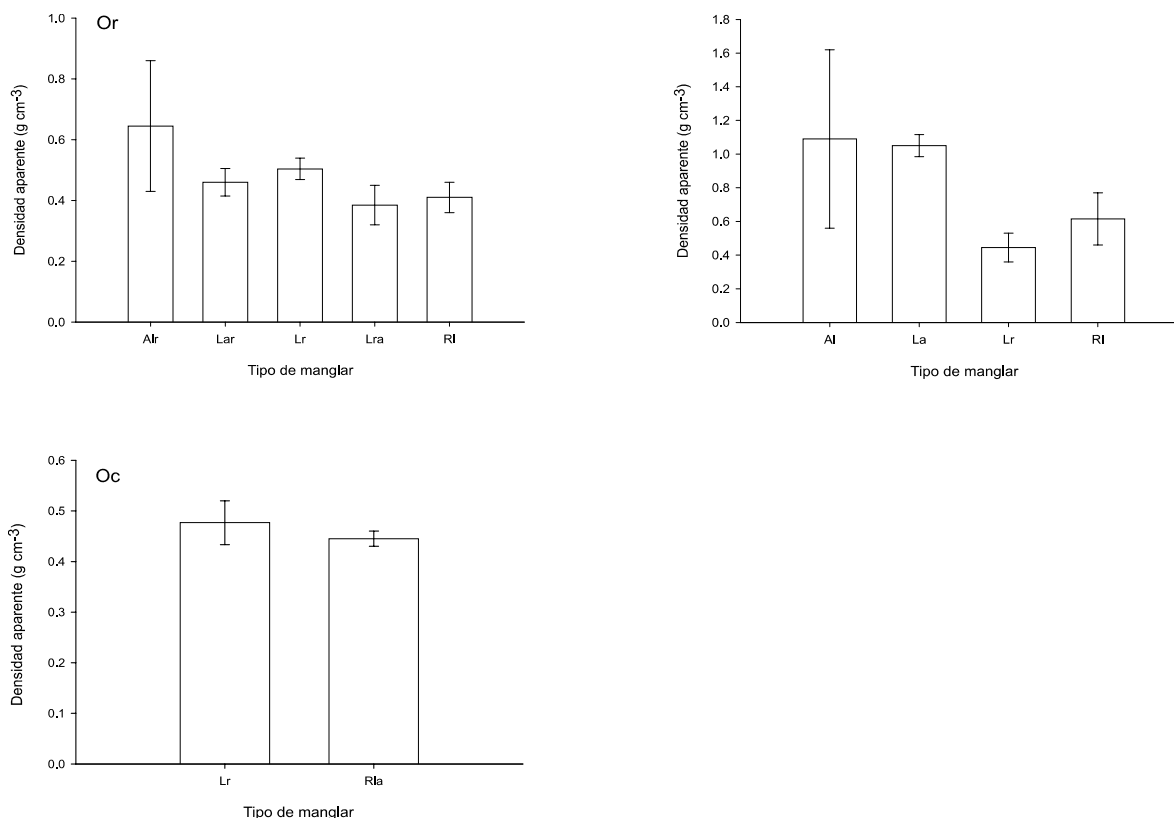 Or
Densidad aparente (g cm-3)
1.0
0.8
0.6
0.4
0.2
0.0
Alr
Lar
Lr
Lra
Rl
Tipo de manglar
Densidad aparente (g cm-3)
1.8
1.6
1.4
1.2
1.0
0.8
0.6
0.4
0.2
0.0
Al
La
Lr
Rl
Tipo de manglar
Oc
Densidad aparente (g cm-3)
0.6
0.5
0.4
0.3
0.2
0.1
0.0
Lr
Rla
Tipo de manglar